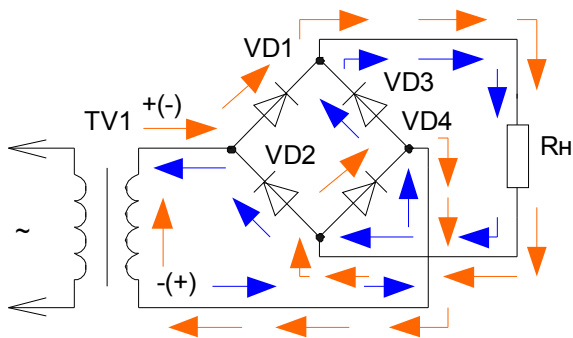 VD1
VD3
+(-)
TV1
VD4
VD2
Rн
~
-(+)